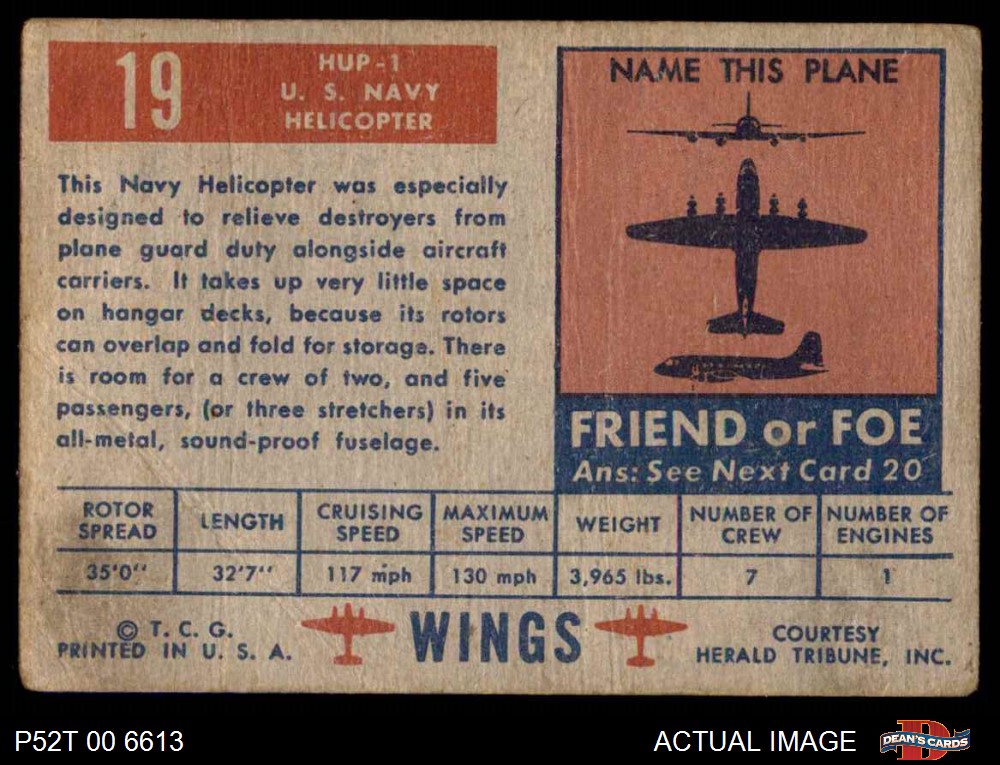 19
HUP-1
U. S. NAVY
HELICOPTER
This Navy Helicopter was especially
designed to relieve destroyers from
plane guard duty alongside aircraft
carriers. It takes up very little space
on hangar decks, because its rotors
can overlap and fold for storage. There
is room for a crew of two, and five
passengers, (or three stretchers) in its
all-metal, sound-proof fuselage.
NAME THIS PLANE
FRIEND or FOE
Ans: See Next Card 20
ROTOR SPREAD LENGTH CRUISING SPEED MAXIMUM SPEED WEIGHT NUMBER OF CREW NUMBER OF ENGINES
35'0" 32'7" 117 mph 130 mph 3,965 lbs. 7 1
© T. C. G.
PRINTED IN U. S. A.
WINGS
COURTESY
HERALD TRIBUNE, INC.
P52T 00 6613
ACTUAL IMAGE
D
DEAN'S CARDS